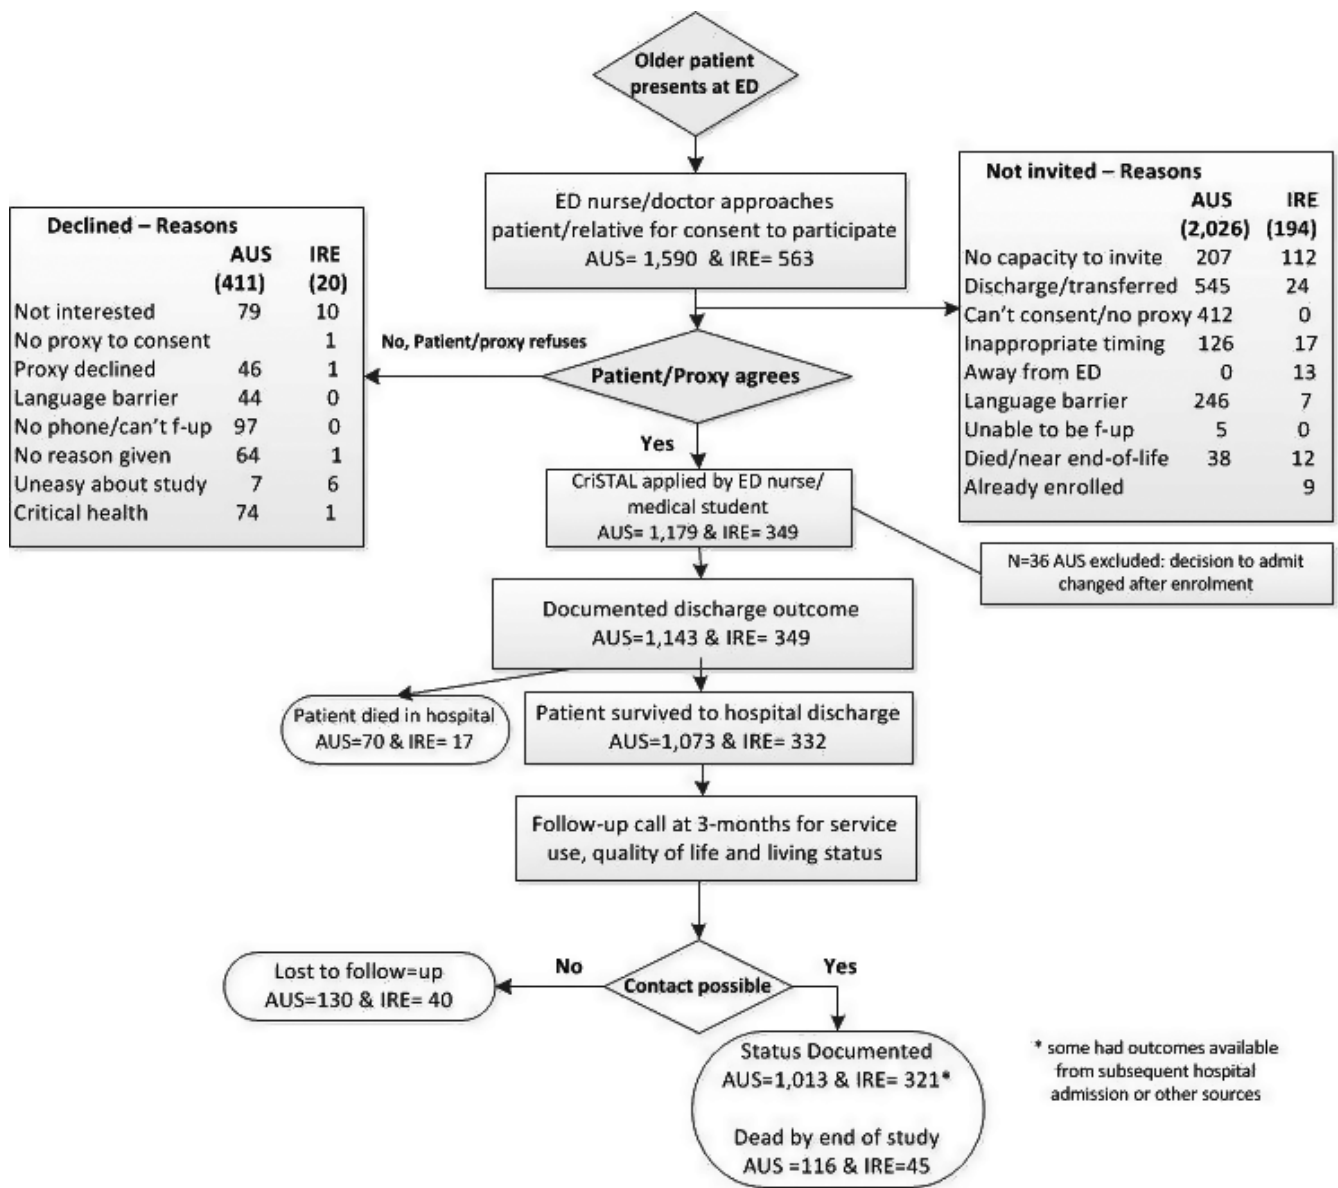 Older patient
presents at ED
ED nurse/doctor approaches
patient/relative for consent to participate
AUS= 1,590 & IRE= 563
Not invited – Reasons
AUS IRE
(2,026) (194)
No capacity to invite 207 112
Discharge/transferred 545 24
Can't consent/no proxy 412 0
Inappropriate timing 126 17
Away from ED 0 13
Language barrier 246 7
Unable to be f-up 5 0
Died/near end-of-life 38 12
Already enrolled 9
Declined – Reasons
AUS IRE
(411) (20)
Not interested 79 10
No proxy to consent 1
Proxy declined 46 1
Language barrier 44 0
No phone/can't f-up 97 0
No reason given 64 1
Uneasy about study 7 6
Critical health 74 1
No, Patient/proxy refuses
Patient/Proxy agrees
Yes
CriSTAL applied by ED nurse/
medical student
AUS= 1,179 & IRE= 349
N=36 AUS excluded: decision to admit
changed after enrolment
Documented discharge outcome
AUS=1,143 & IRE= 349
Patient died in hospital
AUS=70 & IRE= 17
Patient survived to hospital discharge
AUS=1,073 & IRE= 332
Follow-up call at 3-months for service
use, quality of life and living status
Contact possible
No
Yes
Lost to follow=up
AUS=130 & IRE= 40
Status Documented
AUS=1,013 & IRE= 321*
Dead by end of study
AUS =116 & IRE=45
* some had outcomes available
from subsequent hospital
admission or other sources